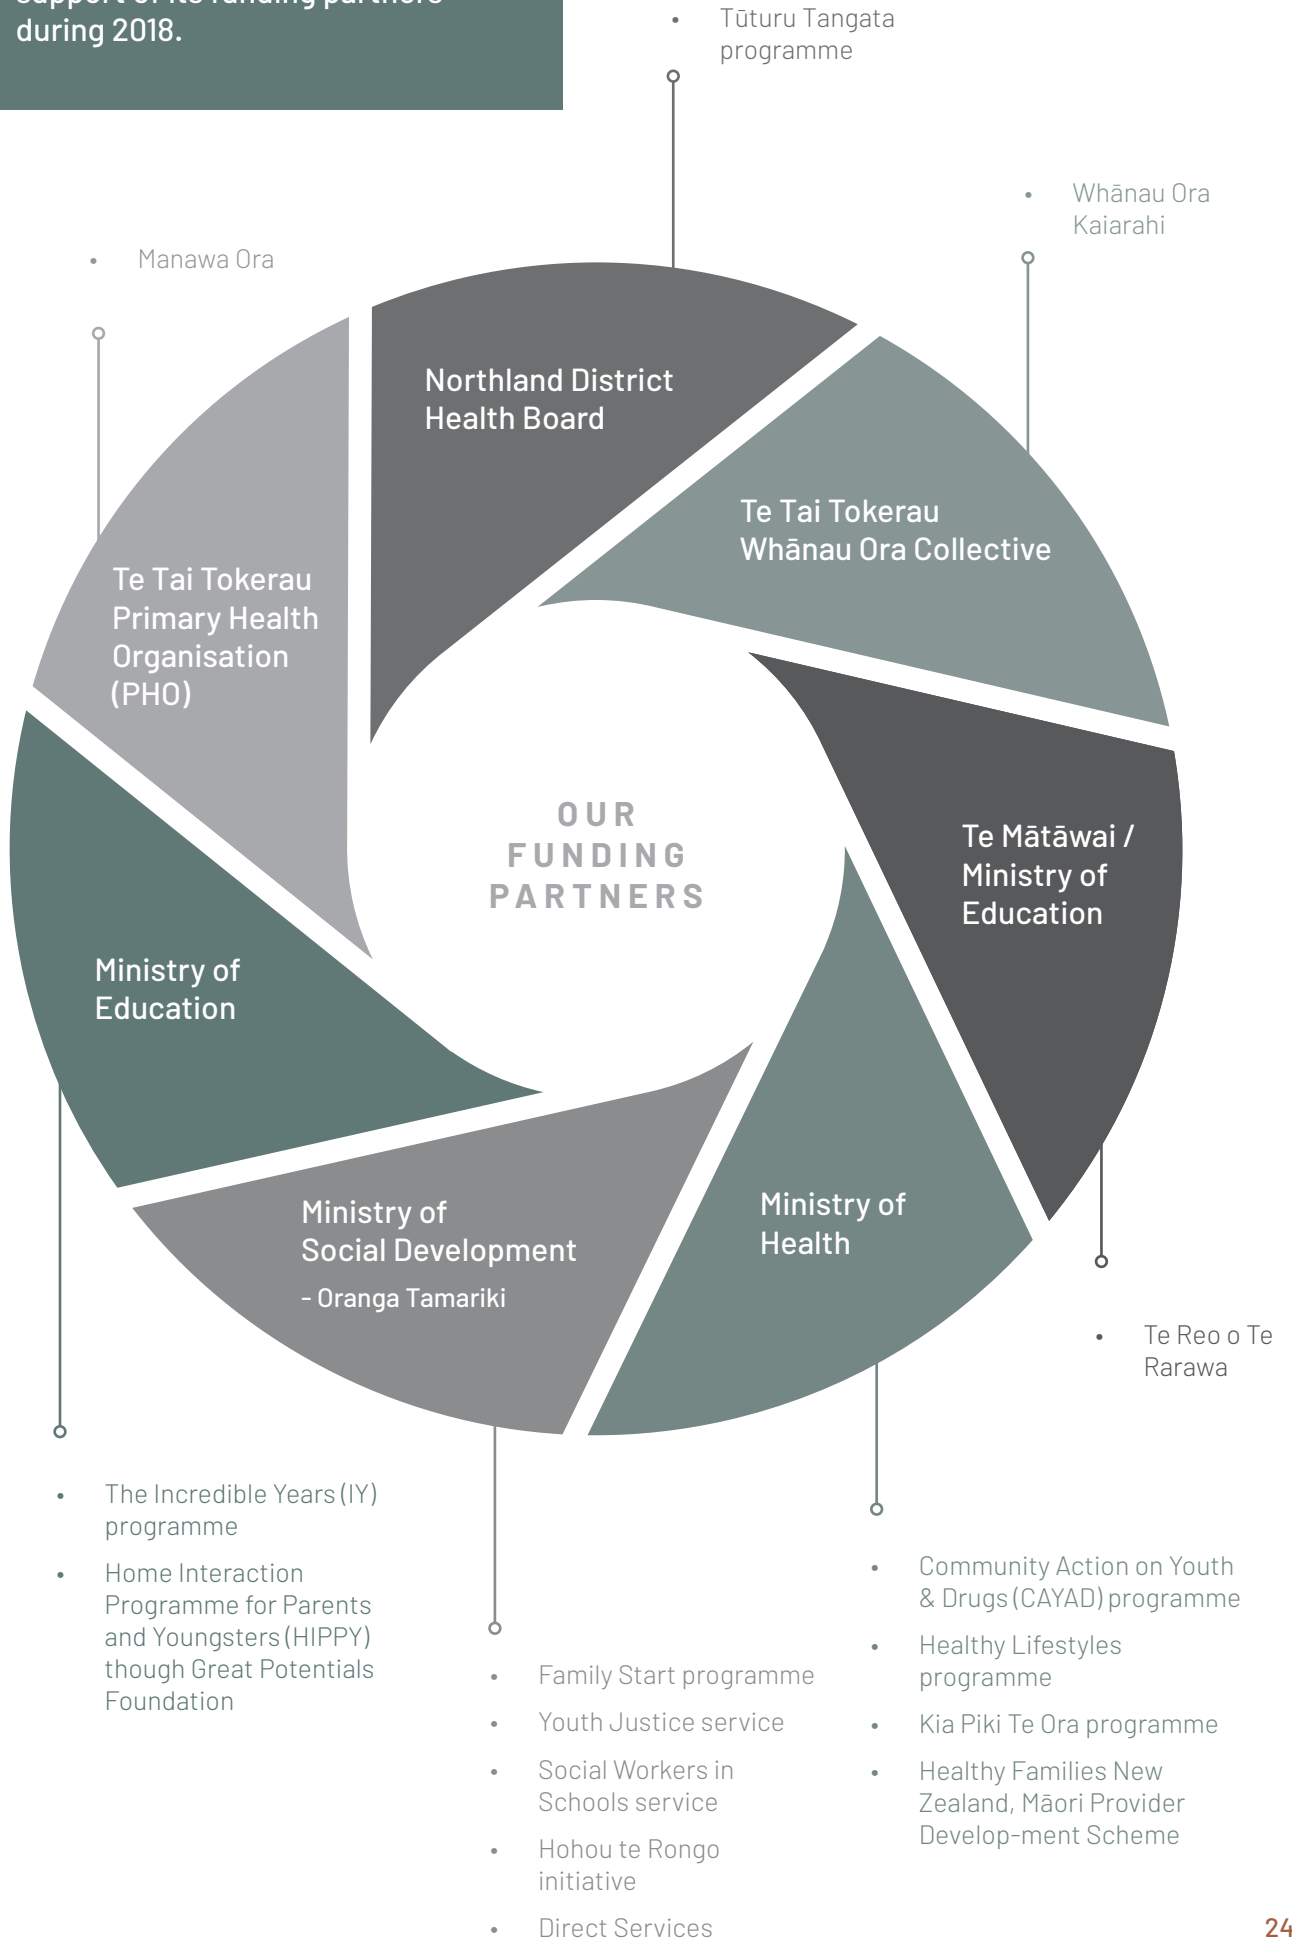 support of its funding partners
during 2018.
• Tūturu Tangata
programme
• Whānau Ora
Kaiarahi
• Manawa Ora
Northland District
Health Board
Te Tai Tokerau
Whānau Ora Collective
Te Tai Tokerau
Primary Health
Organisation
(PHO)
OUR
FUNDING
PARTNERS
Te Mātāwai /
Ministry of
Education
Ministry of
Education
Ministry of
Social Development
- Oranga Tamariki
Ministry of
Health
• Te Reo o Te
Rarawa
• The Incredible Years (IY)
programme
• Home Interaction
Programme for Parents
and Youngsters (HIPPY)
though Great Potentials
Foundation
• Family Start programme
• Youth Justice service
• Social Workers in
Schools service
• Hohou te Rongo
initiative
• Direct Services
• Community Action on Youth
& Drugs (CAYAD) programme
• Healthy Lifestyles
programme
• Kia Piki Te Ora programme
• Healthy Families New
Zealand, Māori Provider
Develop-ment Scheme
24